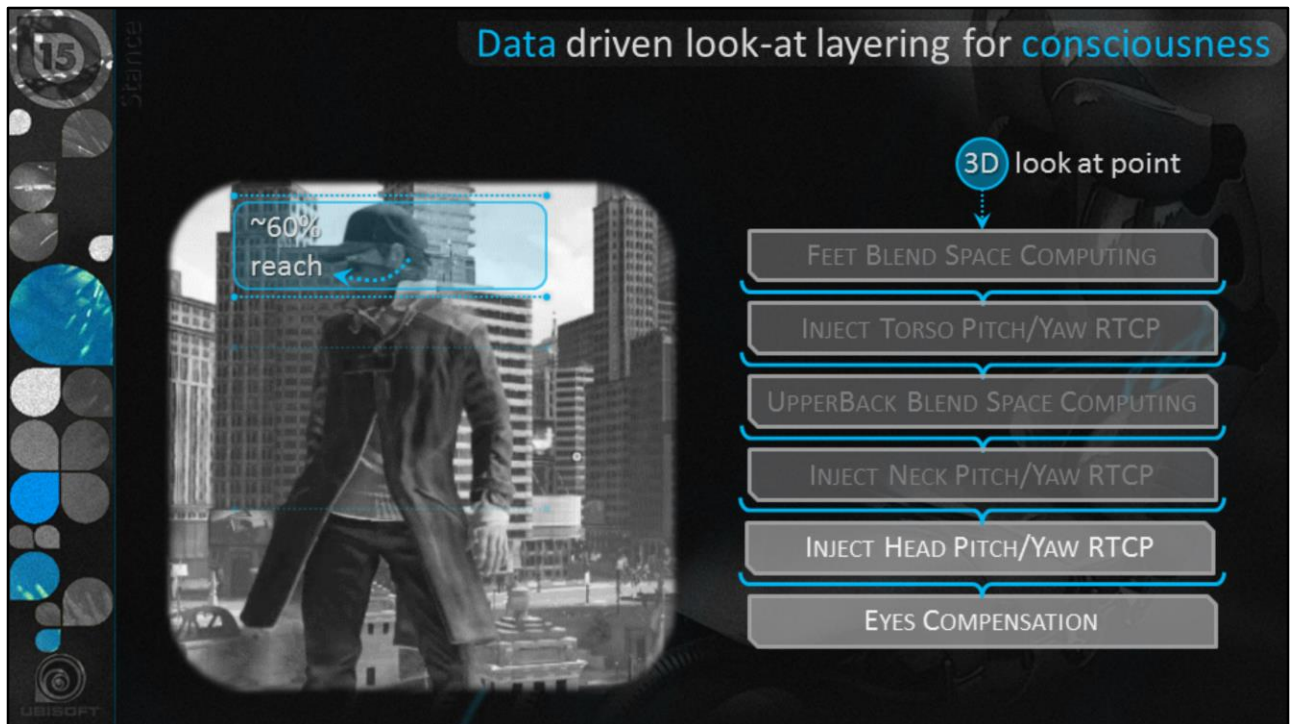 15
Stance
Data driven look-at layering for consciousness
~60%
reach
3D look at point
FEET BLEND SPACE COMPUTING
INJECT TORSO PITCH/YAW RTCP
UPPERBACK BLEND SPACE COMPUTING
INJECT NECK PITCH/YAW RTCP
INJECT HEAD PITCH/YAW RTCP
EYES COMPENSATION
UBISOFT